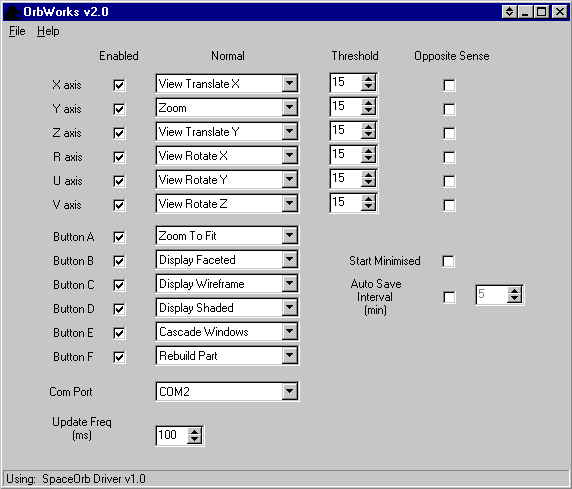 OrbWorks v2.0
File Help
Enabled Normal Threshold Opposite Sense
X axis View Translate X 15
Y axis Zoom 15
Z axis View Translate Y 15
R axis View Rotate X 15
U axis View Rotate Y 15
V axis View Rotate Z 15
Button A Zoom To Fit
Button B Display Faceted Start Minimised
Button C Display Wireframe Auto Save
Interval
(min) 5
Button D Display Shaded
Button E Cascade Windows
Button F Rebuild Part
Com Port COM2
Update Freq
(ms) 100
Using: SpaceOrb Driver v1.0